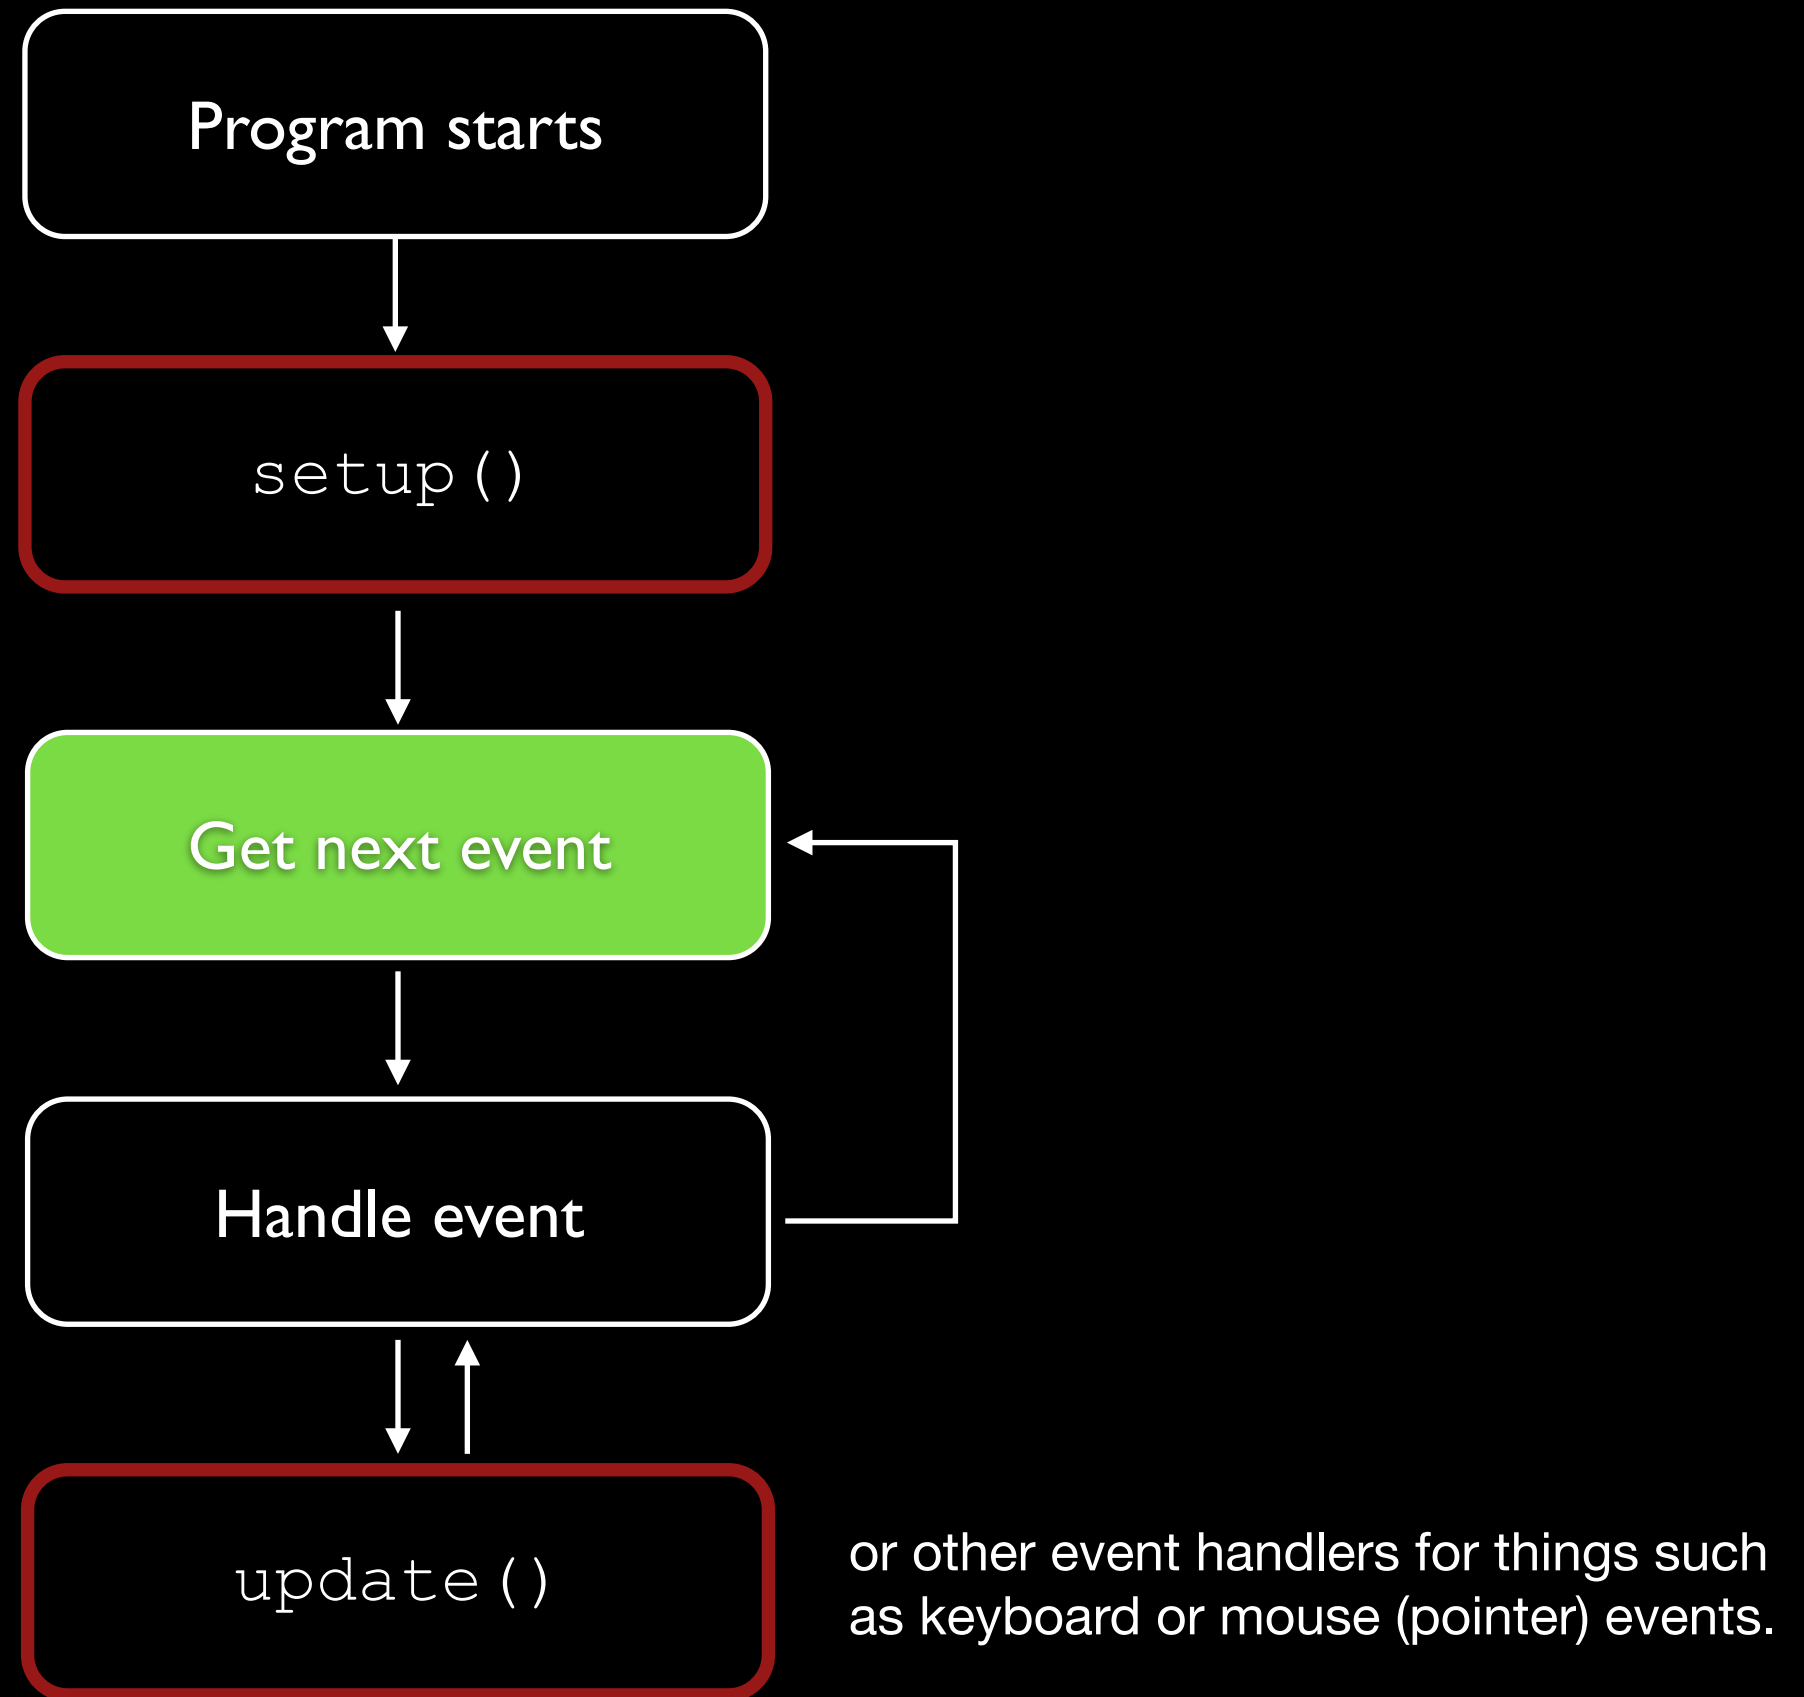 Program starts
setup()
Get next event
Handle event
update()
or other event handlers for things such
as keyboard or mouse (pointer) events.